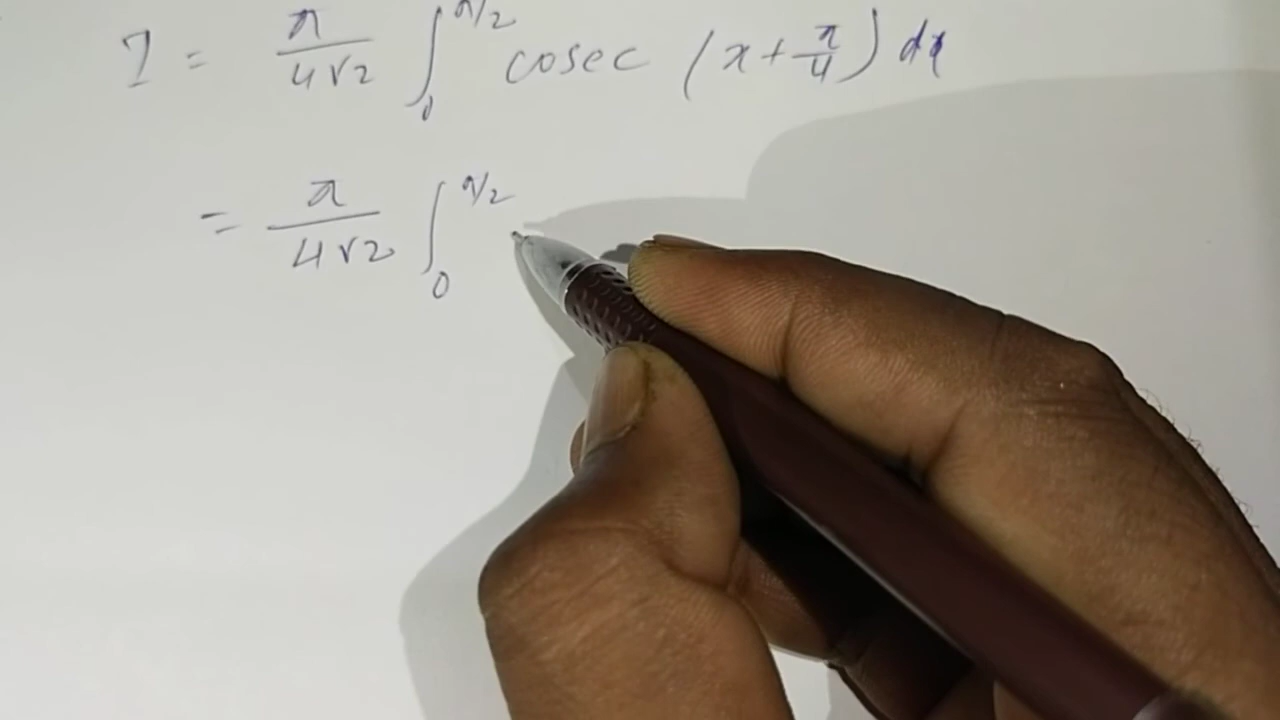 I = π/4√2 ∫₀^π/2 cosec (x + π/4) dx
= π/4√2 ∫₀^π/2